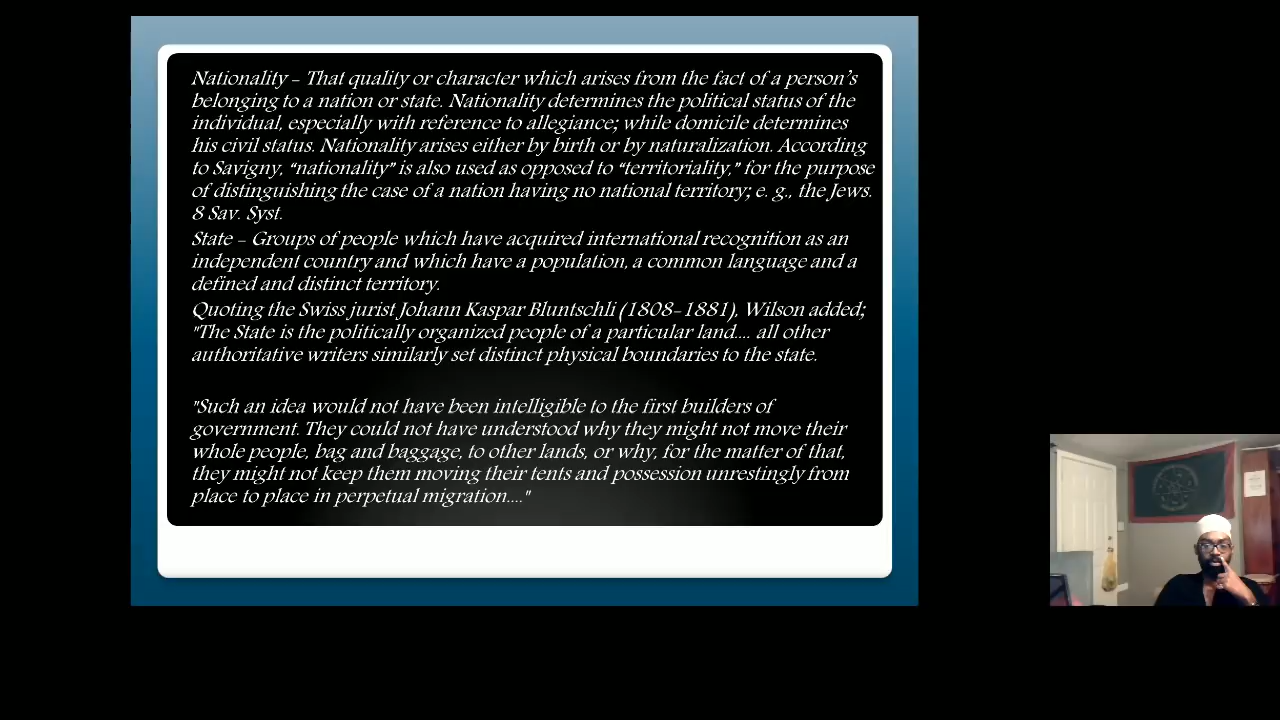 Nationality – That quality or character which arises from the fact of a person’s
belonging to a nation or state. Nationality determines the political status of the
individual, especially with reference to allegiance; while domicile determines
his civil status. Nationality arises either by birth or by naturalization. According
to Savigny, “nationality” is also used as opposed to “territoriality,” for the purpose
of distinguishing the case of a nation having no national territory; e. g., the Jews.
8 Sav. Syst.
State – Groups of people which have acquired international recognition as an
independent country and which have a population, a common language and a
defined and distinct territory.
Quoting the Swiss jurist Johann Kaspar Bluntschli (1808-1881), Wilson added;
"The State is the politically organized people of a particular land.... all other
authoritative writers similarly set distinct physical boundaries to the state.
"Such an idea would not have been intelligible to the first builders of
government. They could not have understood why they might not move their
whole people, bag and baggage, to other lands, or why, for the matter of that,
they might not keep them moving their tents and possession unrestingly from
place to place in perpetual migration...."